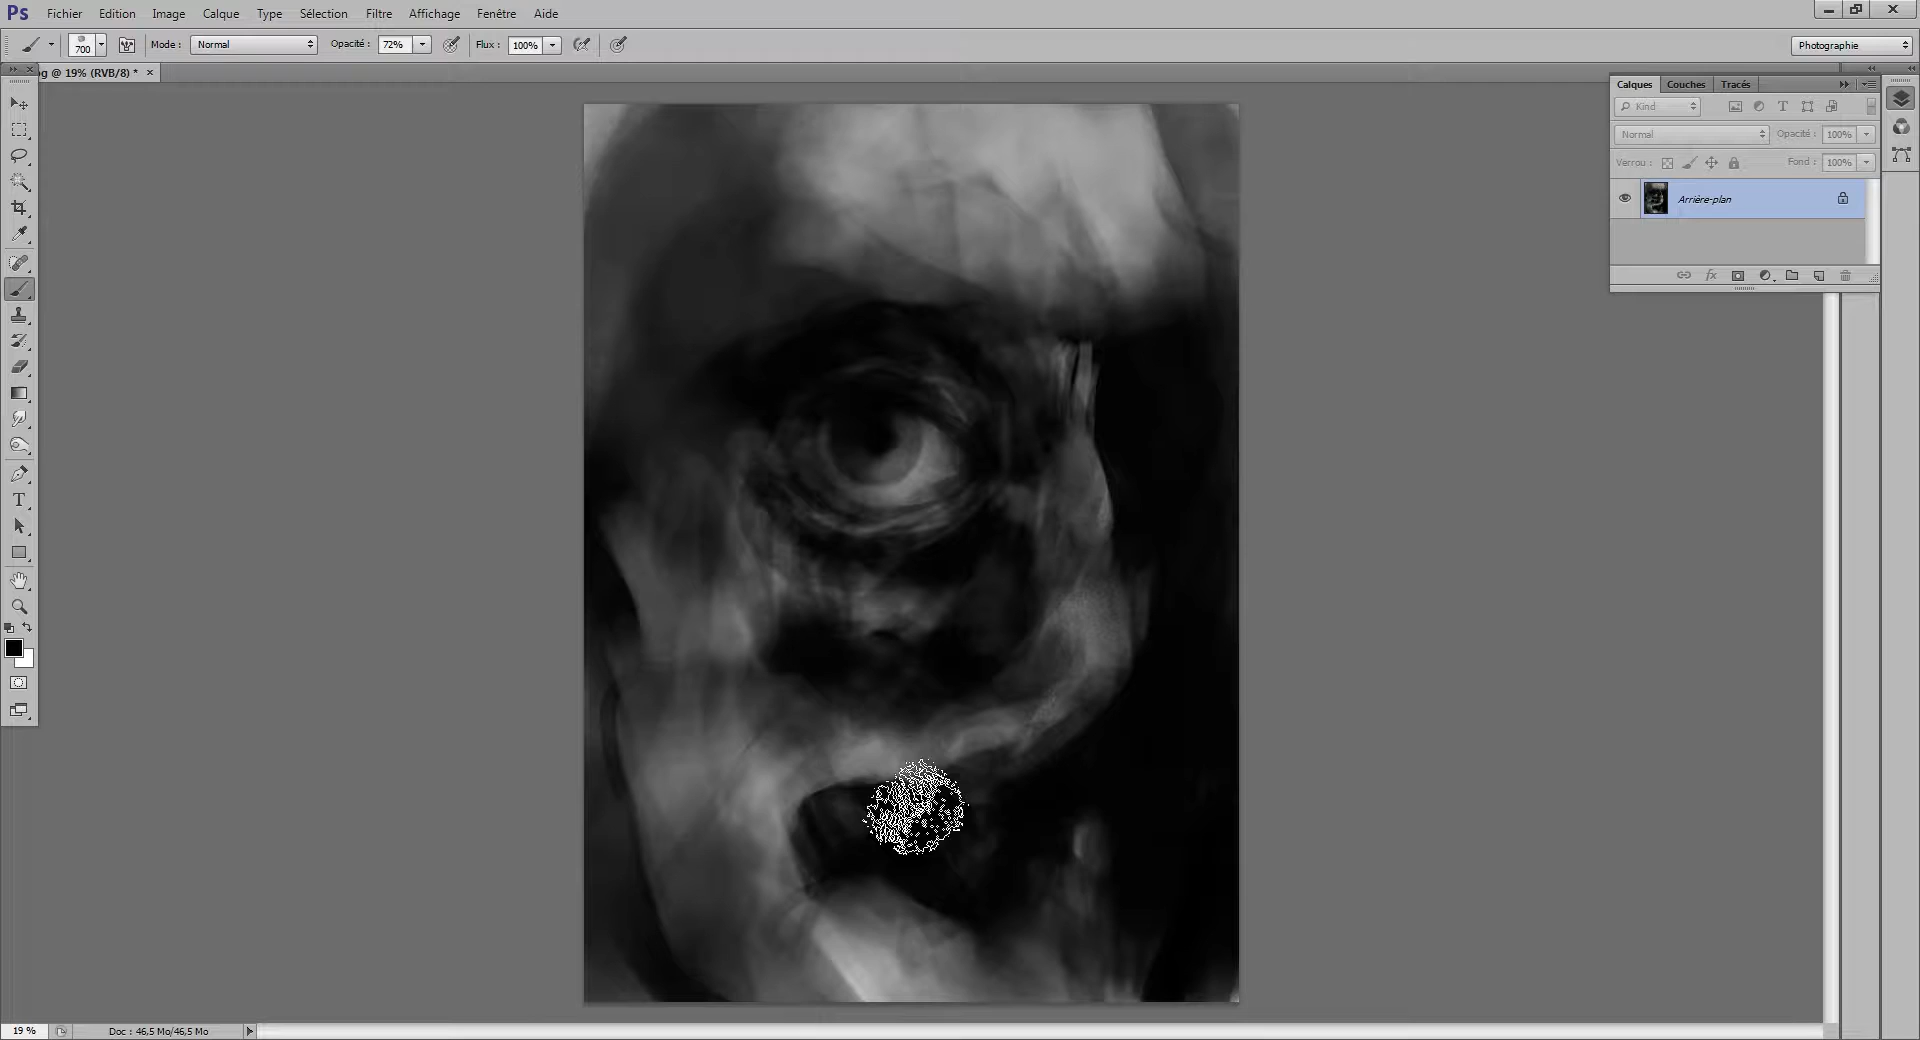 Ps Fichier Edition Image Calque Type Sélection Filtre Affichage Fenêtre Aide
700 Mode : Normal Opacité : 72% Flux : 100% Photographie
og @ 19% (RVB/8) * ×
Calques Couches Tracés
Kind
Normal Opacité : 100%
Verrou : Fond : 100%
Arrière-plan
fx
T
19 % Doc : 46,5 Mo/46,5 Mo